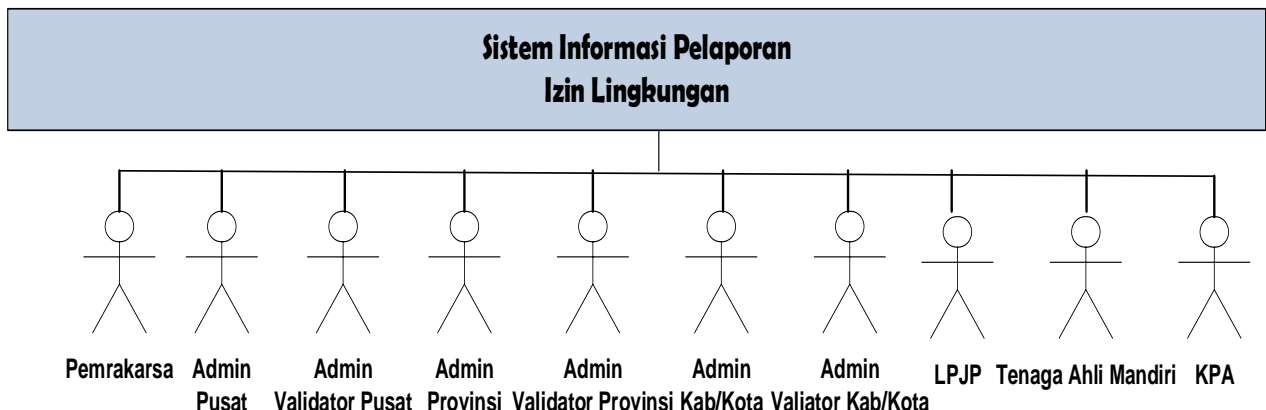 Sistem Informasi Pelaporan
Izin Lingkungan
Pemrakarsa
Admin
Pusat
Admin
Validator Pusat
Admin
Provinsi
Admin
Validator Provinsi
Admin
Kab/Kota
Admin
Valiator Kab/Kota
LPJP
Tenaga Ahli Mandiri
KPA